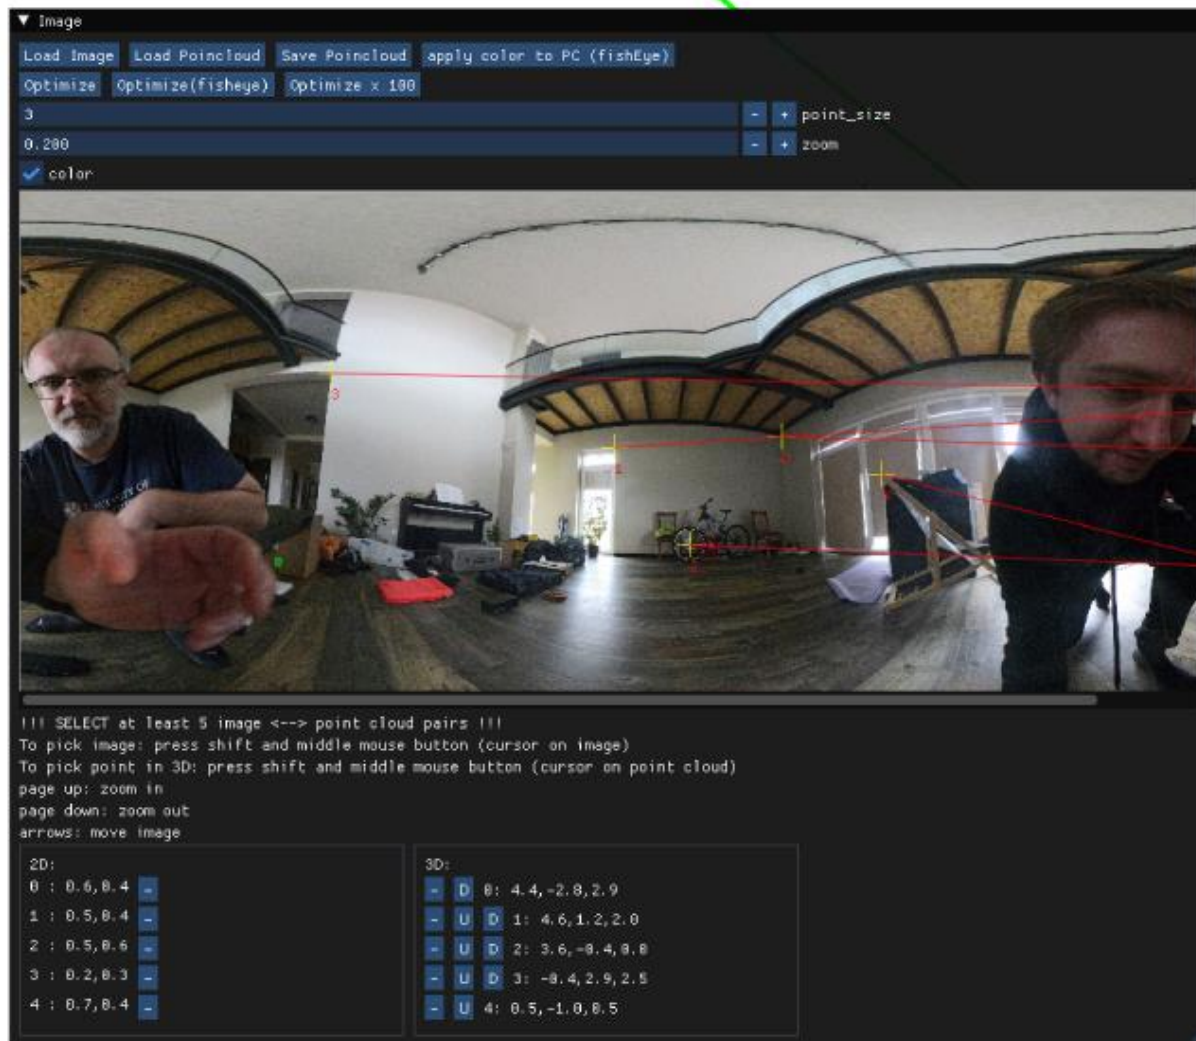 Image
Load Image Load Poincloud Save Poincloud apply color to PC (fishEye)
Optimize Optimize(fisheye) Optimize x 100
3 - + point_size
0.200 - + zoom
color
3
1
!!! SELECT at least 5 image <--> point cloud pairs !!!
To pick image: press shift and middle mouse button (cursor on image)
To pick point in 3D: press shift and middle mouse button (cursor on point cloud)
page up: zoom in
page down: zoom out
arrows: move image
2D:
0 : 0.6,0.4 -
1 : 0.5,0.4 -
2 : 0.5,0.6 -
3 : 0.2,0.3 -
4 : 0.7,0.4 -
3D:
- D 0: 4.4,-2.8,2.9
- U D 1: 4.6,1.2,2.0
- U D 2: 3.6,-0.4,0.0
- U D 3: -0.4,2.9,2.5
- U 4: 0.5,-1.0,0.5